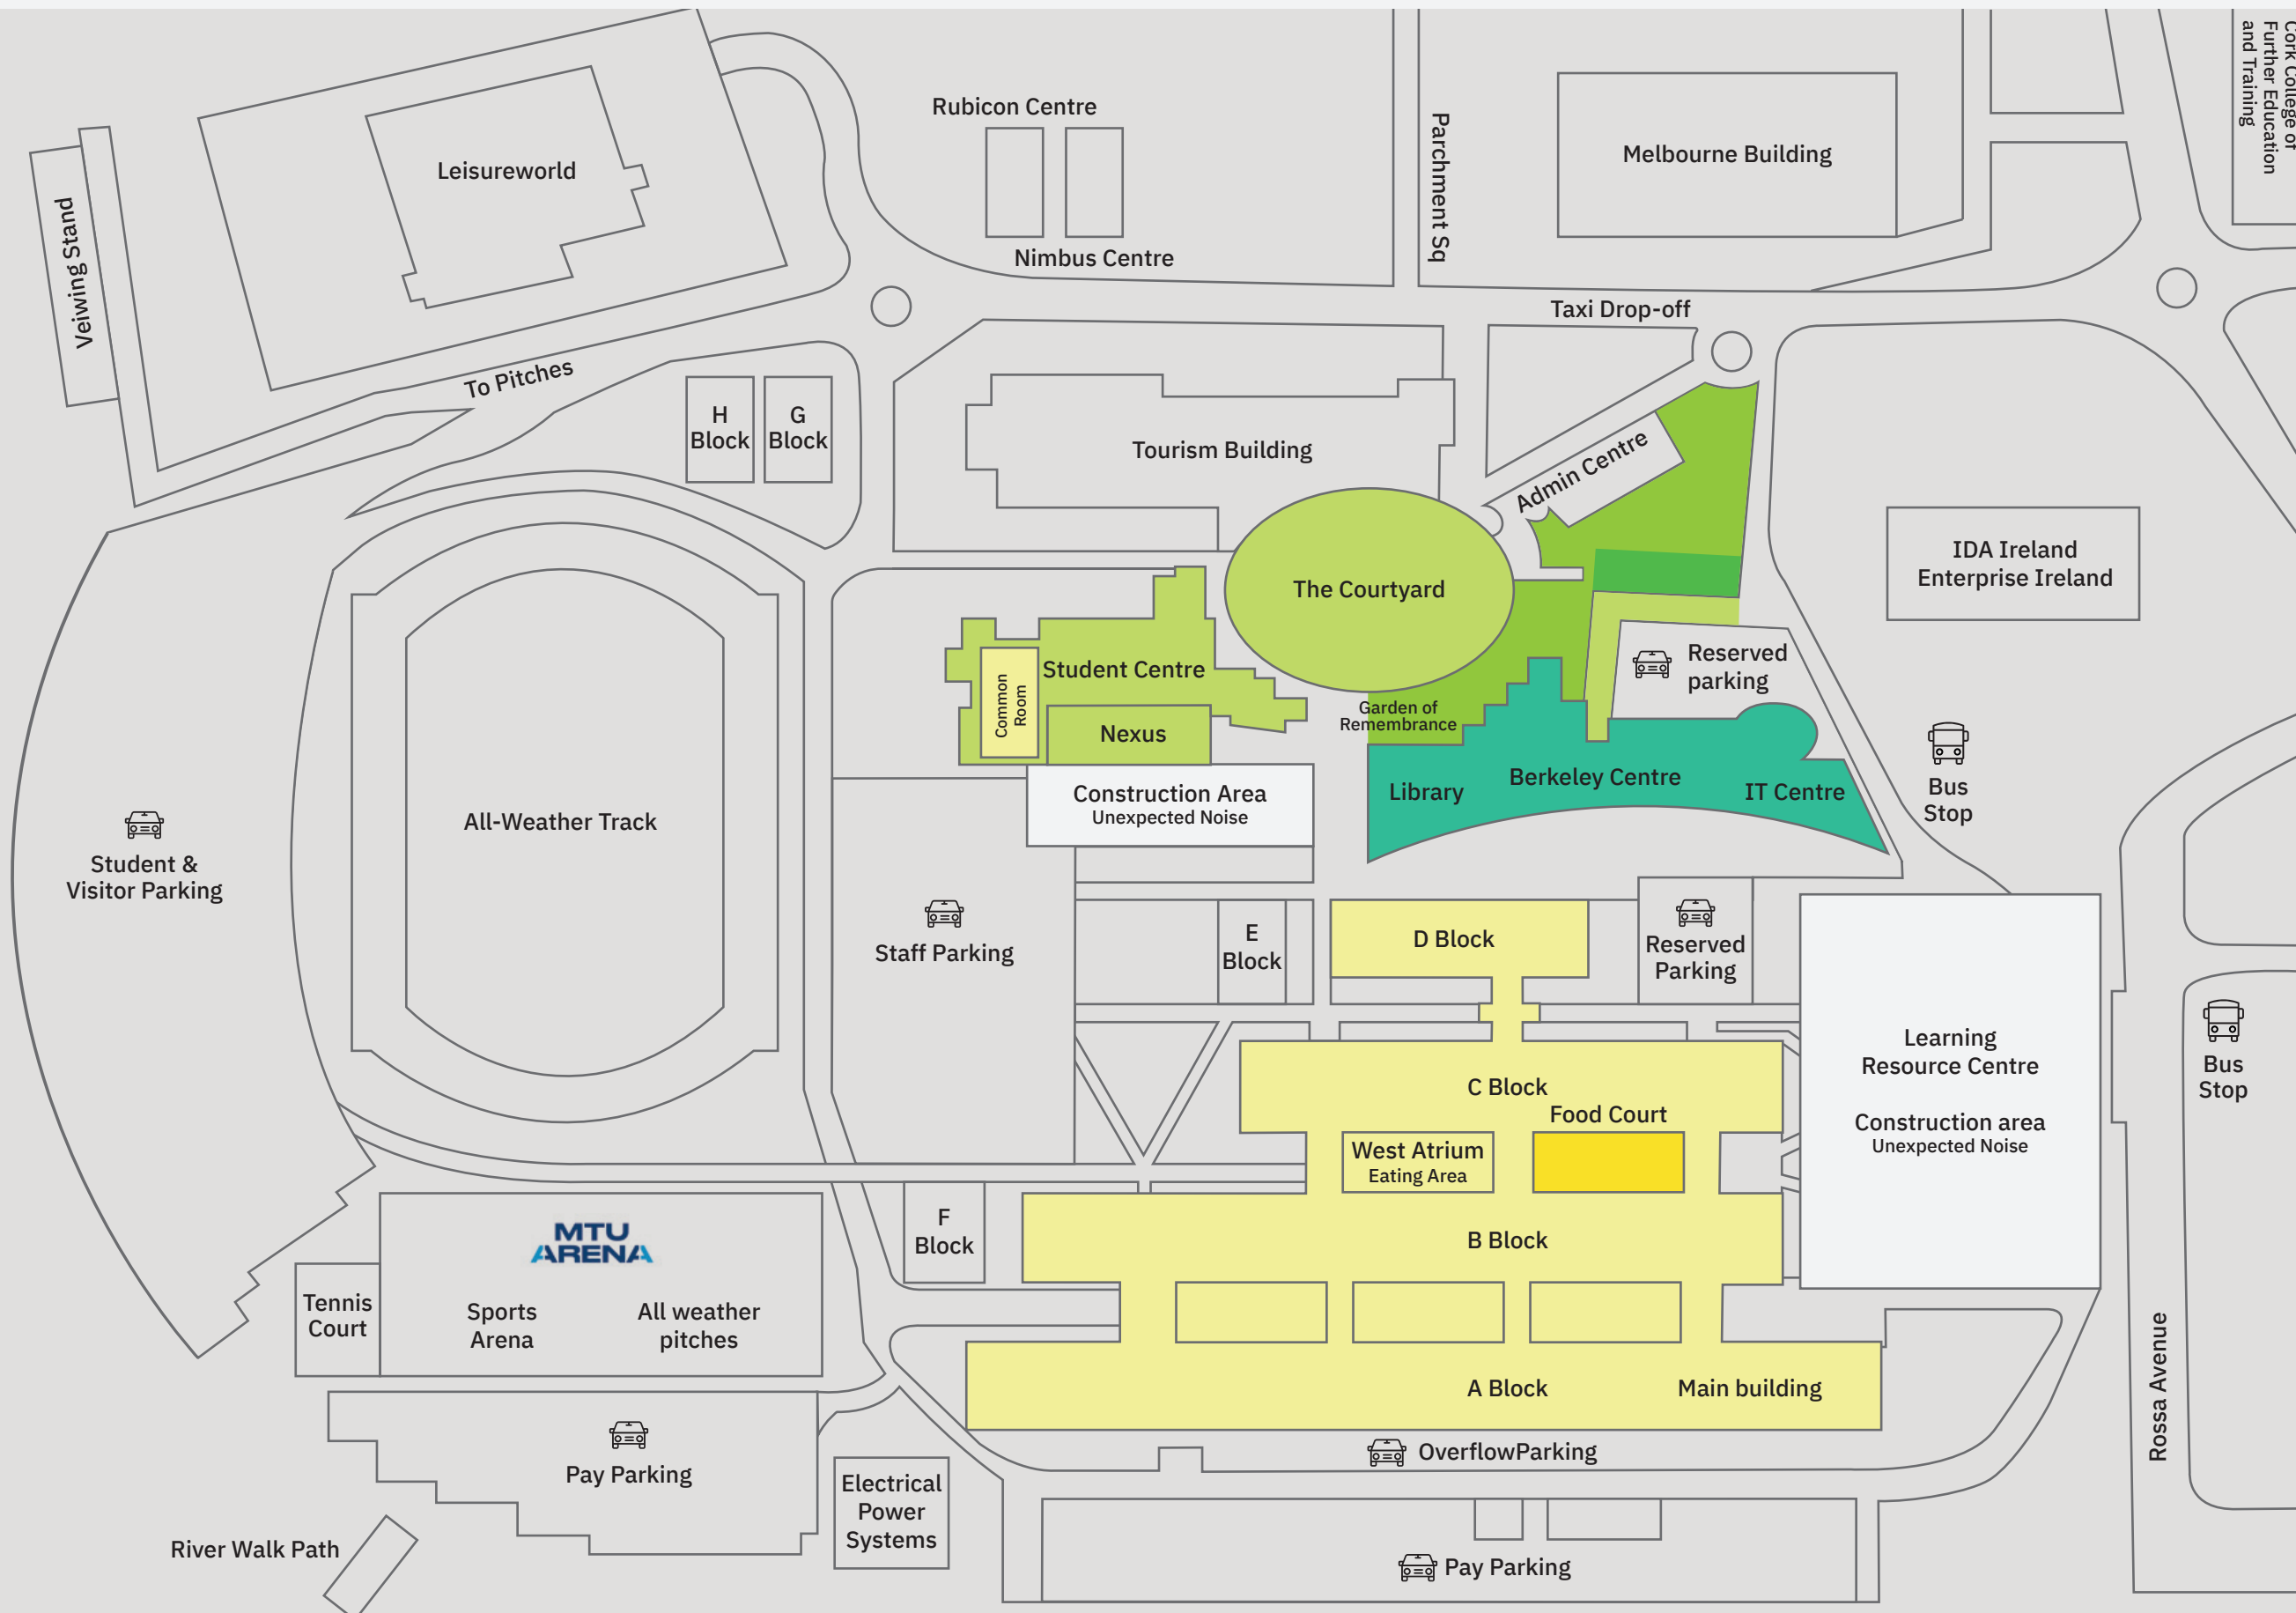 Cork College of
Further Education
and Training
Rubicon Centre
Parchment Sq
Melbourne Building
Leisureworld
Veiwing Stand
Nimbus Centre
Taxi Drop-off
To Pitches
H
Block
G
Block
Tourism Building
Admin Centre
IDA Ireland
Enterprise Ireland
The Courtyard
Student Centre
Common
Room
Nexus
Reserved
parking
Garden of
Remembrance
Construction Area
Unexpected Noise
Library
Berkeley Centre
IT Centre
Bus
Stop
All-Weather Track
Student &
Visitor Parking
Staff Parking
E
Block
D Block
Reserved
Parking
Learning
Resource Centre
Construction area
Unexpected Noise
Bus
Stop
C Block
Food Court
West Atrium
Eating Area
F
Block
B Block
MTU
ARENA
Tennis
Court
Sports
Arena
All weather
pitches
A Block
Main building
Rossa Avenue
OverflowParking
Pay Parking
Electrical
Power
Systems
River Walk Path
Pay Parking